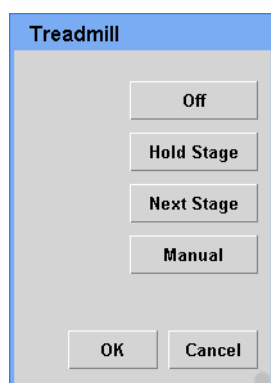 Treadmill
Off
Hold Stage
Next Stage
Manual
OK Cancel